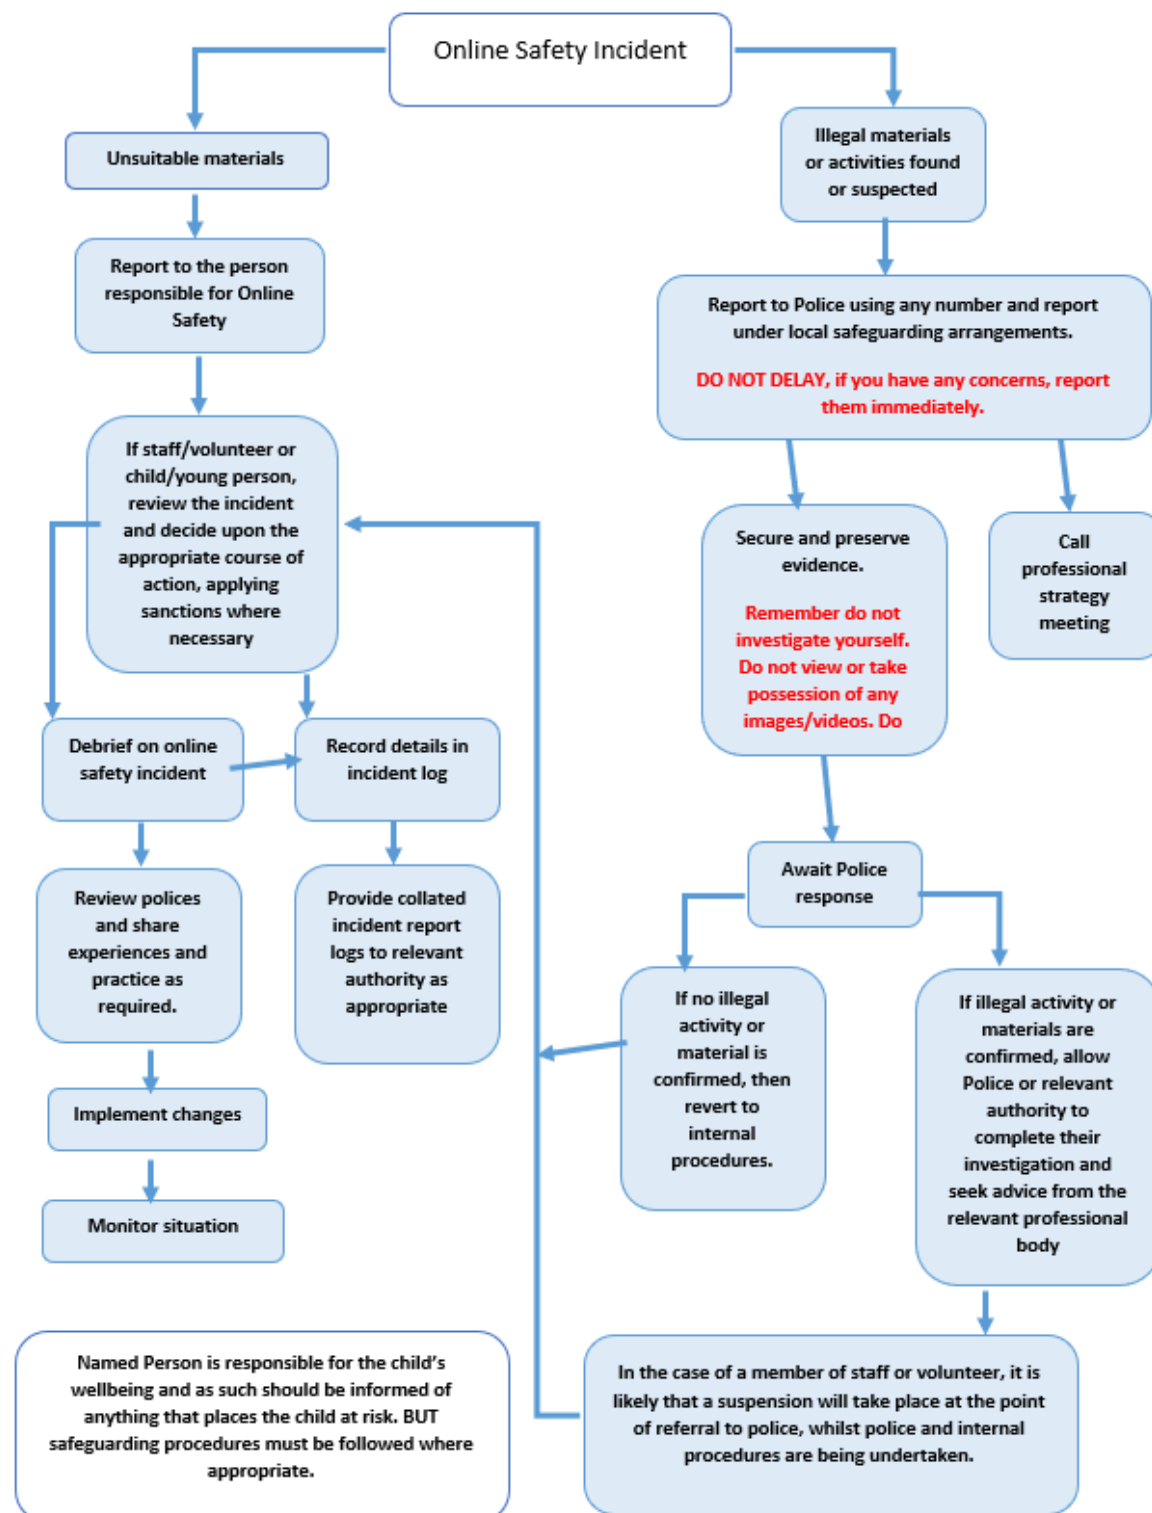 Online Safety Incident
Unsuitable materials
Report to the person
responsible for Online
Safety
If staff/volunteer or
child/young person,
review the incident
and decide upon the
appropriate course of
action, applying
sanctions where
necessary
Debrief on online
safety incident
Record details in
incident log
Review polices
and share
experiences and
practice as
required.
Provide collated
incident report
logs to relevant
authority as
appropriate
Implement changes
Monitor situation
Illegal materials
or activities found
or suspected
Report to Police using any number and report
under local safeguarding arrangements.
DO NOT DELAY, if you have any concerns, report
them immediately.
Secure and preserve
evidence.
Remember do not
investigate yourself.
Do not view or take
possession of any
images/videos. Do
Call
professional
strategy
meeting
Await Police
response
If no illegal
activity or
material is
confirmed, then
revert to
internal
procedures.
If illegal activity or
materials are
confirmed, allow
Police or relevant
authority to
complete their
investigation and
seek advice from the
relevant professional
body
In the case of a member of staff or volunteer, it is
likely that a suspension will take place at the point
of referral to police, whilst police and internal
procedures are being undertaken.
Named Person is responsible for the child's
wellbeing and as such should be informed of
anything that places the child at risk. BUT
safeguarding procedures must be followed where
appropriate.